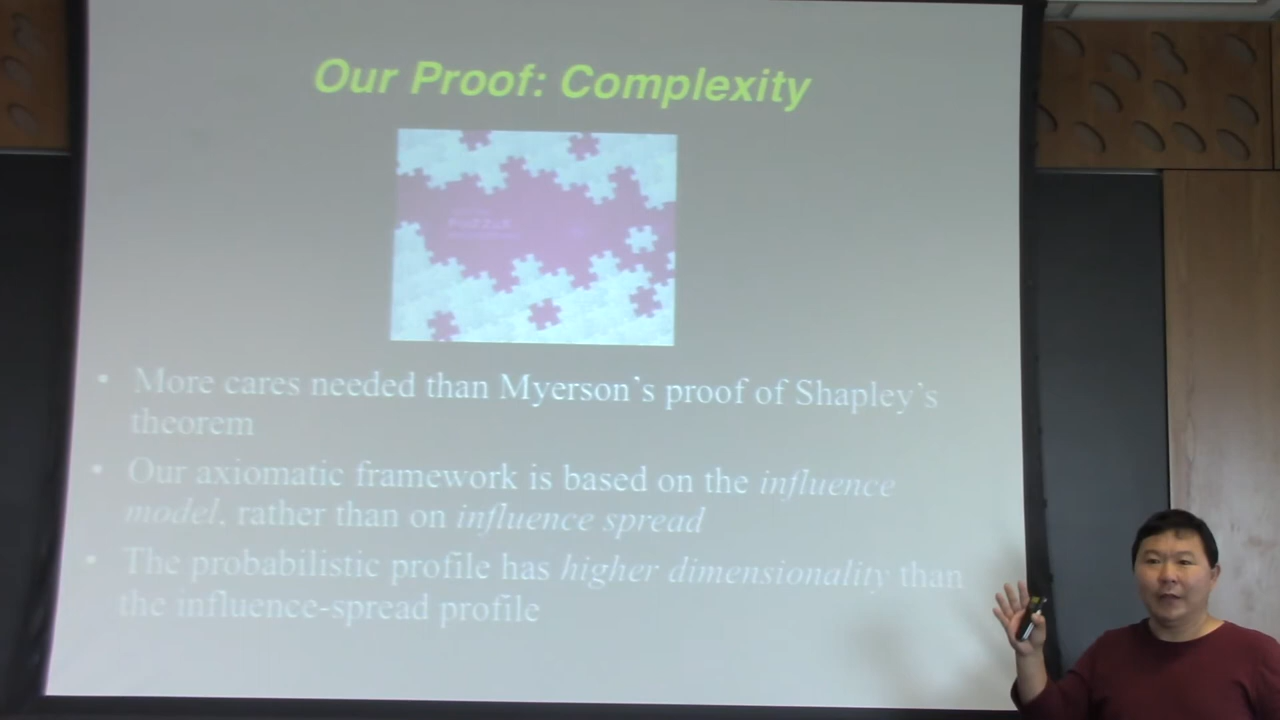 Our Proof: Complexity
• More cares needed than Myerson's proof of Shapley's
theorem
• Our axiomatic framework is based on the influence
model, rather than on influence spread
• The probabilistic profile has higher dimensionality than
the influence-spread profile